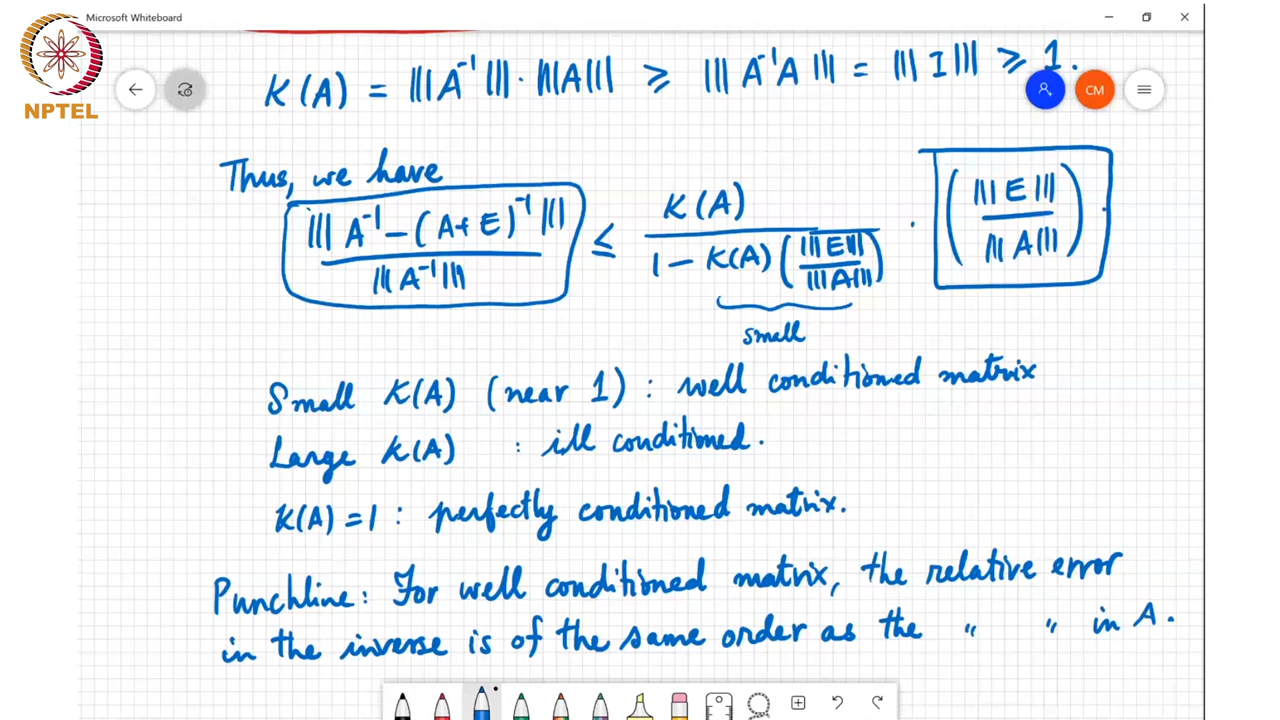 Microsoft Whiteboard
NPTEL
CM
K(A) = |||A⁻¹|||·|||A||| ⩾ |||A⁻¹A||| = |||I||| ⩾ 1.
Thus, we have
|||A⁻¹ - (A+E)⁻¹||| / |||A⁻¹||| ≤ K(A) / (1 - K(A) (|||E||| / |||A|||)) · (|||E||| / |||A|||)
small
Small K(A) (near 1) : well conditioned matrix
Large K(A) : ill conditioned.
K(A) = 1 : perfectly conditioned matrix.
Punchline: For well conditioned matrix, the relative error
in the inverse is of the same order as the " " in A.